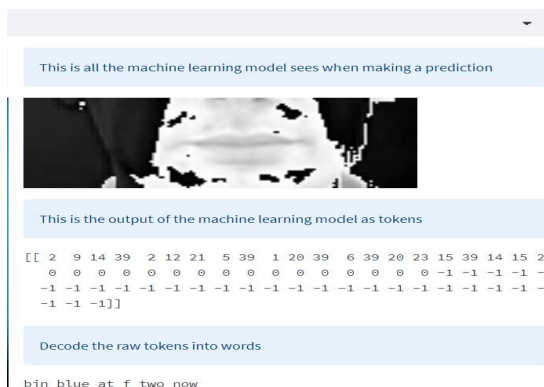 This is all the machine learning model sees when making a prediction
This is the output of the machine learning model as tokens
[[ 2 9 14 39 2 12 21 5 39 1 20 39 6 39 20 23 15 39 14 15 2
0 0 0 0 0 0 0 0 0 0 0 0 0 0 0 0 -1 -1 -1 -1 -
-1 -1 -1 -1 -1 -1 -1 -1 -1 -1 -1 -1 -1 -1 -1 -1 -1 -1 -1 -1 -
-1 -1 -1]]
Decode the raw tokens into words
bin blue at f two now